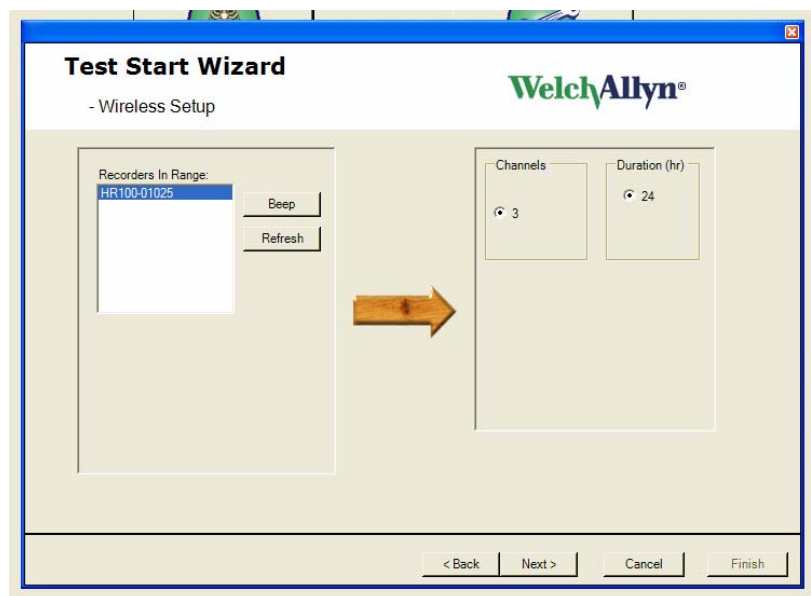 Test Start Wizard
- Wireless Setup
WelchAllyn®
Recorders In Range:
HR100-01025
Beep
Refresh
Channels
3
Duration (hr)
24
< Back
Next >
Cancel
Finish